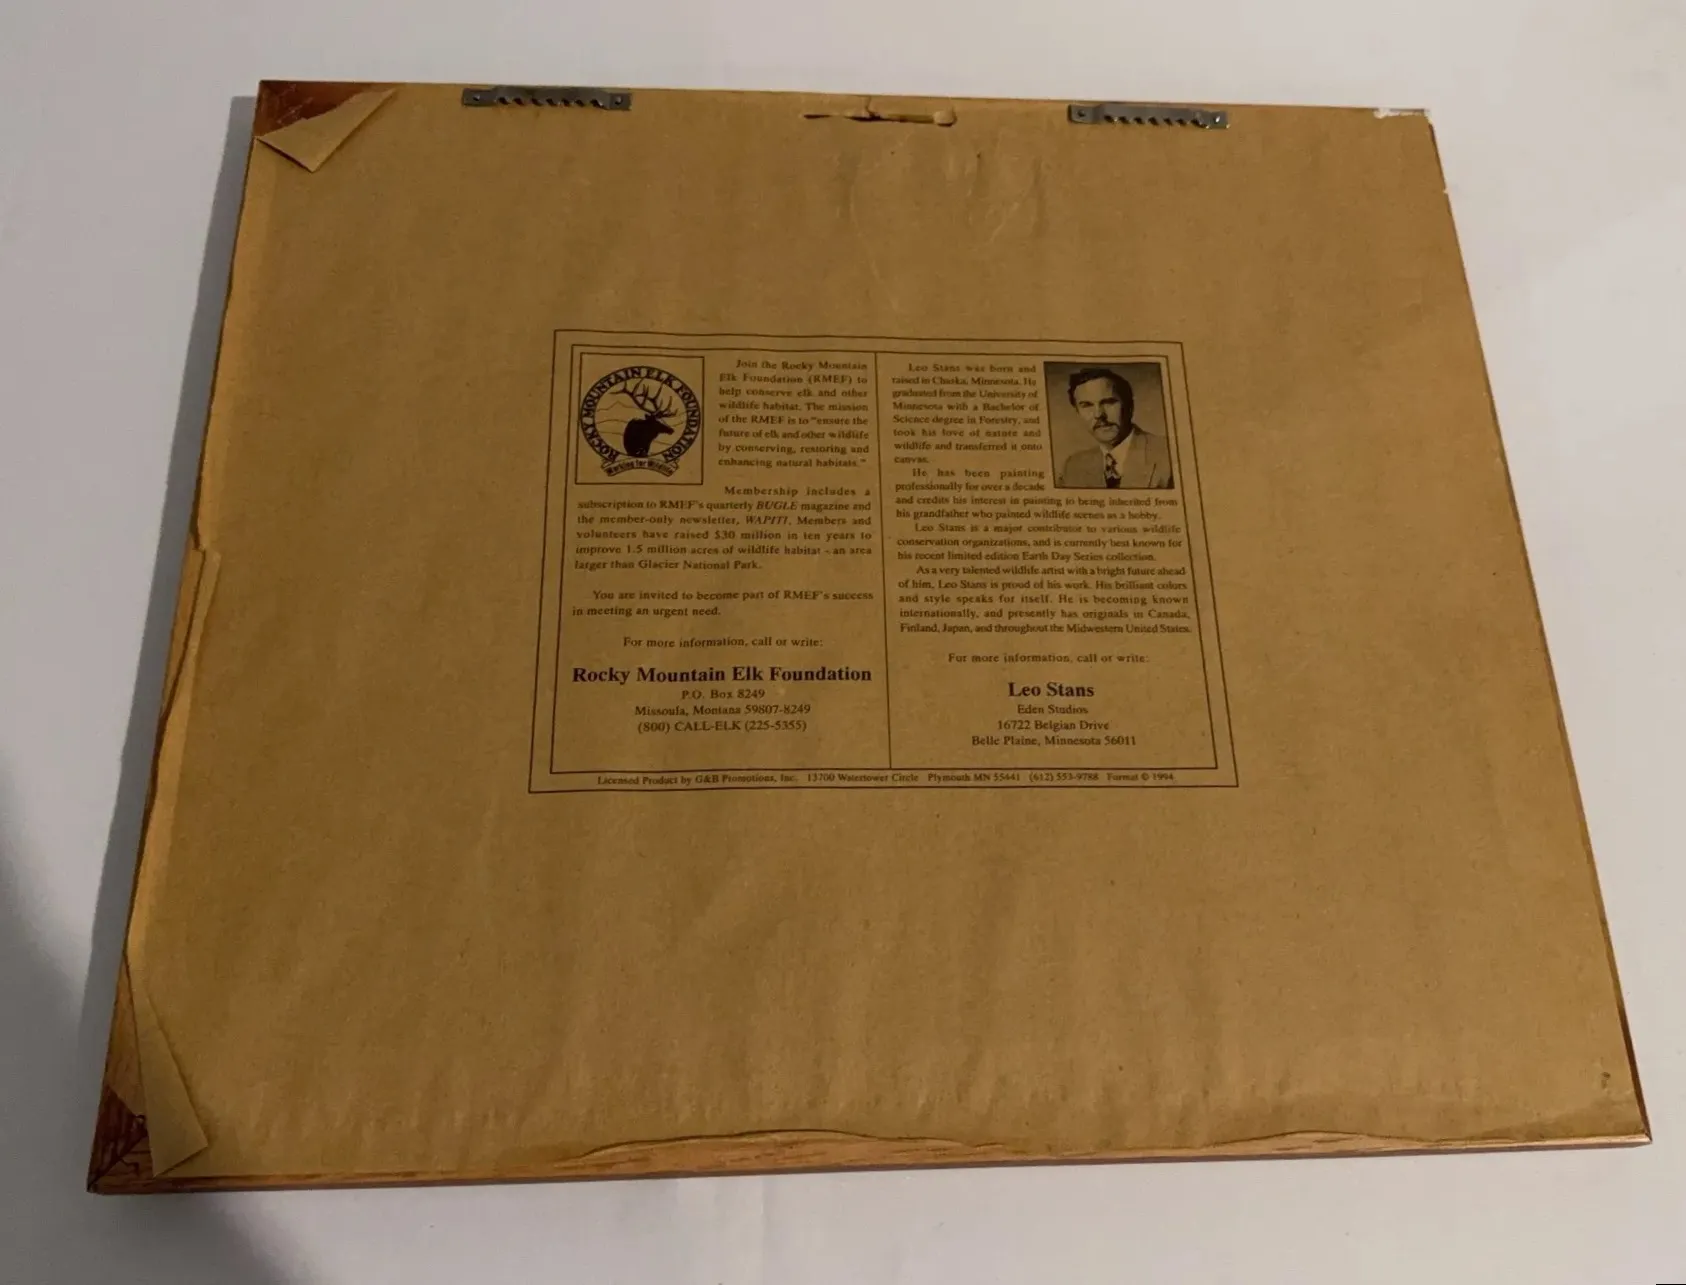 ROCKY MOUNTAIN ELK FOUNDATION
Working for Wildlife
Join the Rocky Mountain
Elk Foundation (RMEF) to
help conserve elk and other
wildlife habitat. The mission
of the RMEF is to "ensure the
future of elk and other wildlife
by conserving, restoring and
enhancing natural habitats."
Membership includes a
subscription to RMEF's quarterly BUGLE magazine and
the member-only newsletter, WAPITI. Members and
volunteers have raised $30 million in ten years to
improve 1.5 million acres of wildlife habitat - an area
larger than Glacier National Park.
You are invited to become part of RMEF's success
in meeting an urgent need.
For more information, call or write:
Rocky Mountain Elk Foundation
P.O. Box 8249
Missoula, Montana 59807-8249
(800) CALL-ELK (225-5355)
Leo Stans was born and
raised in Chaska, Minnesota. He
graduated from the University of
Minnesota with a Bachelor of
Science degree in Forestry, and
took his love of nature and
wildlife and transferred it onto
canvas.
He has been painting
professionally for over a decade
and credits his interest in painting to being inherited from
his grandfather who painted wildlife scenes as a hobby.
Leo Stans is a major contributor to various wildlife
conservation organizations, and is currently best known for
his recent limited edition Earth Day Series collection.
As a very talented wildlife artist with a bright future ahead
of him, Leo Stans is proud of his work. His brilliant colors
and style speaks for itself. He is becoming known
internationally, and presently has originals in Canada,
Finland, Japan, and throughout the Midwestern United States.
For more information, call or write:
Leo Stans
Eden Studios
16722 Belgian Drive
Belle Plaine, Minnesota 56011
Licensed Product by G&B Promotions, Inc. 13700 Watertower Circle Plymouth MN 55441 (612) 553-9788 Format © 1994